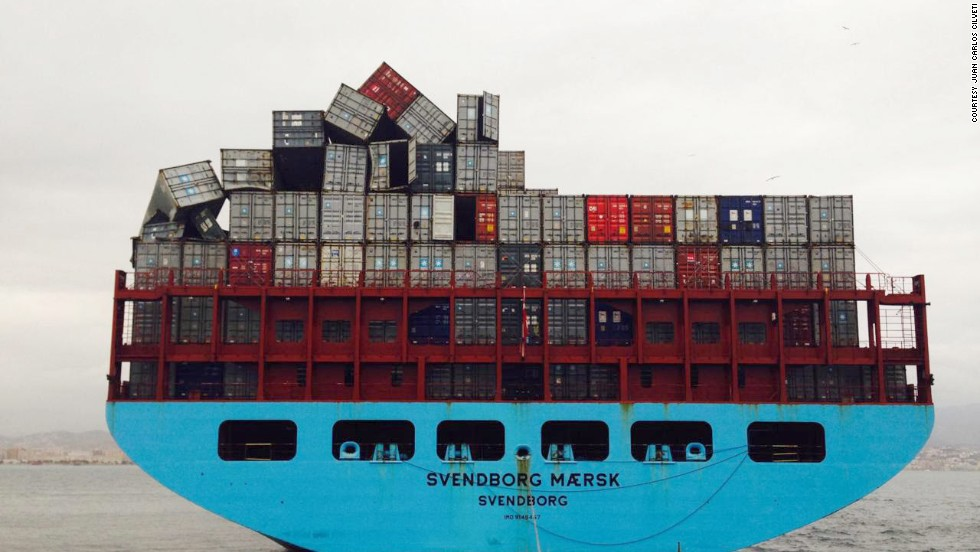 SVENDBORG MÆRSK
SVENDBORG
COURTESY JUAN CARLOS CILVETI